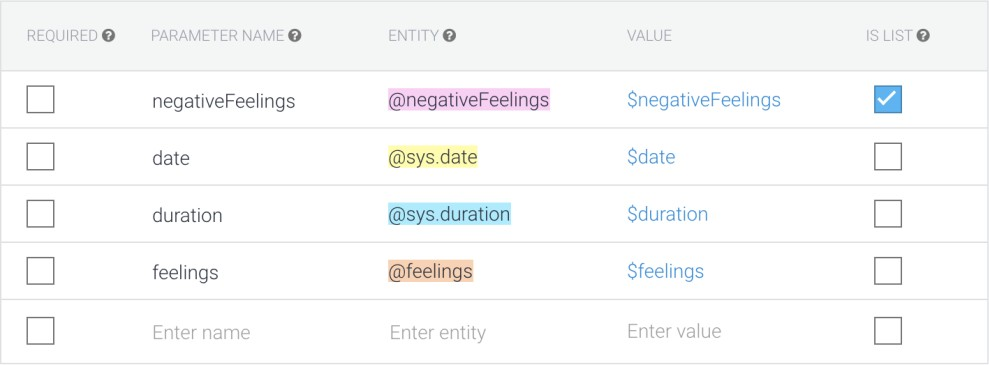 REQUIRED PARAMETER NAME ENTITY VALUE IS LIST
negativeFeelings @negativeFeelings $negativeFeelings
date @sys.date $date
duration @sys.duration $duration
feelings @feelings $feelings
Enter name Enter entity Enter value